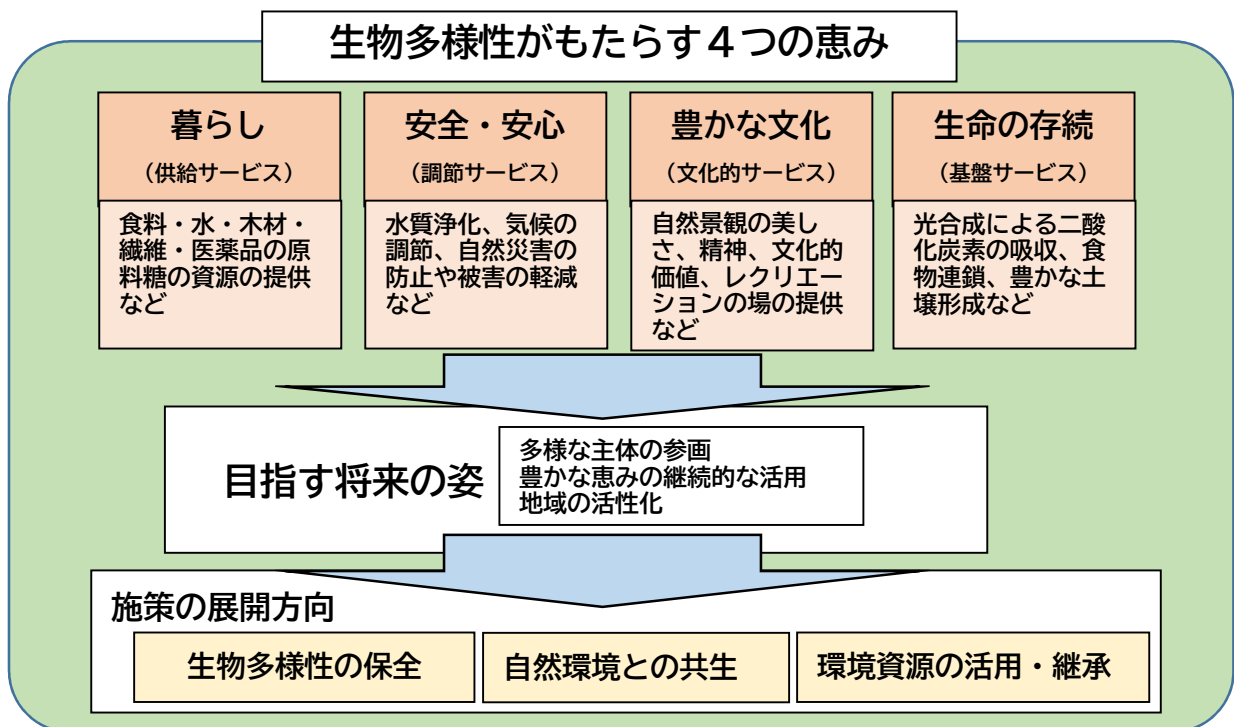 生物多様性がもたらす４つの恵み
暮らし
（供給サービス）
食料・水・木材・
繊維・医薬品の原
料糖の資源の提供
など
安全・安心
（調節サービス）
水質浄化、気候の
調節、自然災害の
防止や被害の軽減
など
豊かな文化
（文化的サービス）
自然景観の美し
さ、精神、文化的
価値、レクリエー
ションの場の提供
など
生命の存続
（基盤サービス）
光合成による二酸
化炭素の吸収、食
物連鎖、豊かな土
壌形成など
目指す将来の姿
多様な主体の参画
豊かな恵みの継続的な活用
地域の活性化
施策の展開方向
生物多様性の保全
自然環境との共生
環境資源の活用・継承